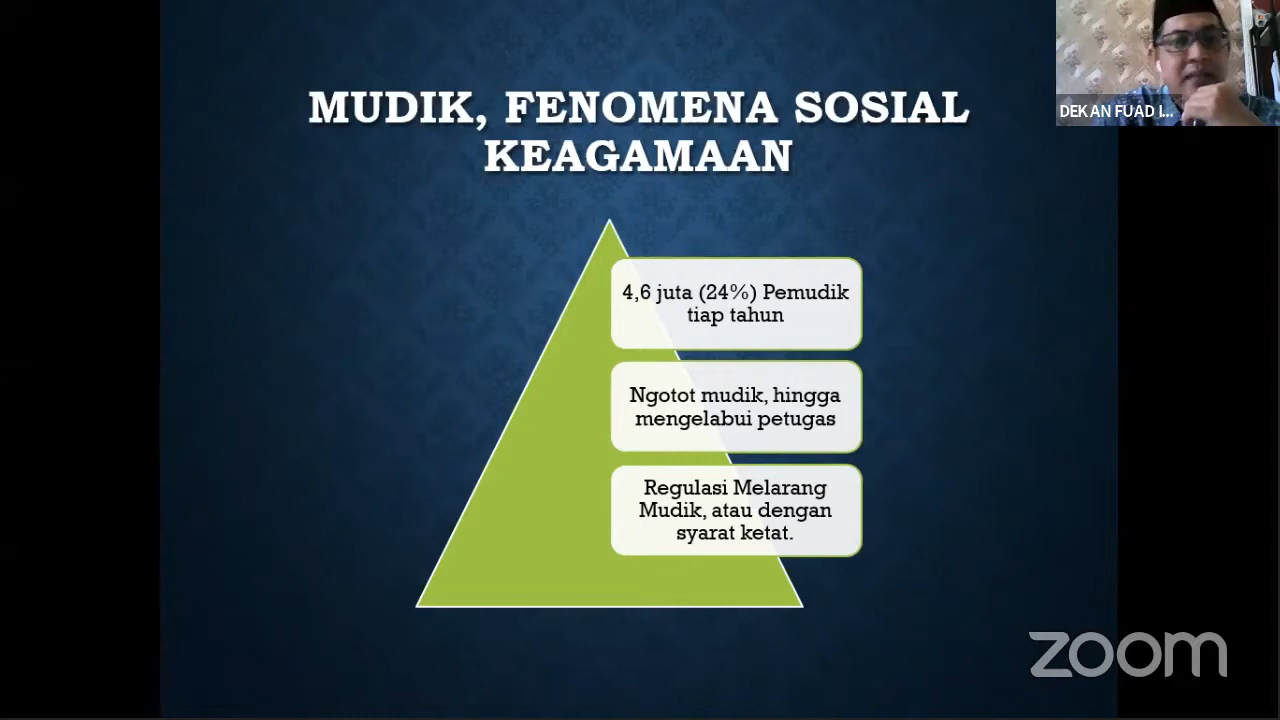 MUDIK, FENOMENA SOSIAL
KEAGAMAAN
4,6 juta (24%) Pemudik
tiap tahun
Ngotot mudik, hingga
mengelabui petugas
Regulasi Melarang
Mudik, atau dengan
syarat ketat.
DEKAN FUAD I...
zoom